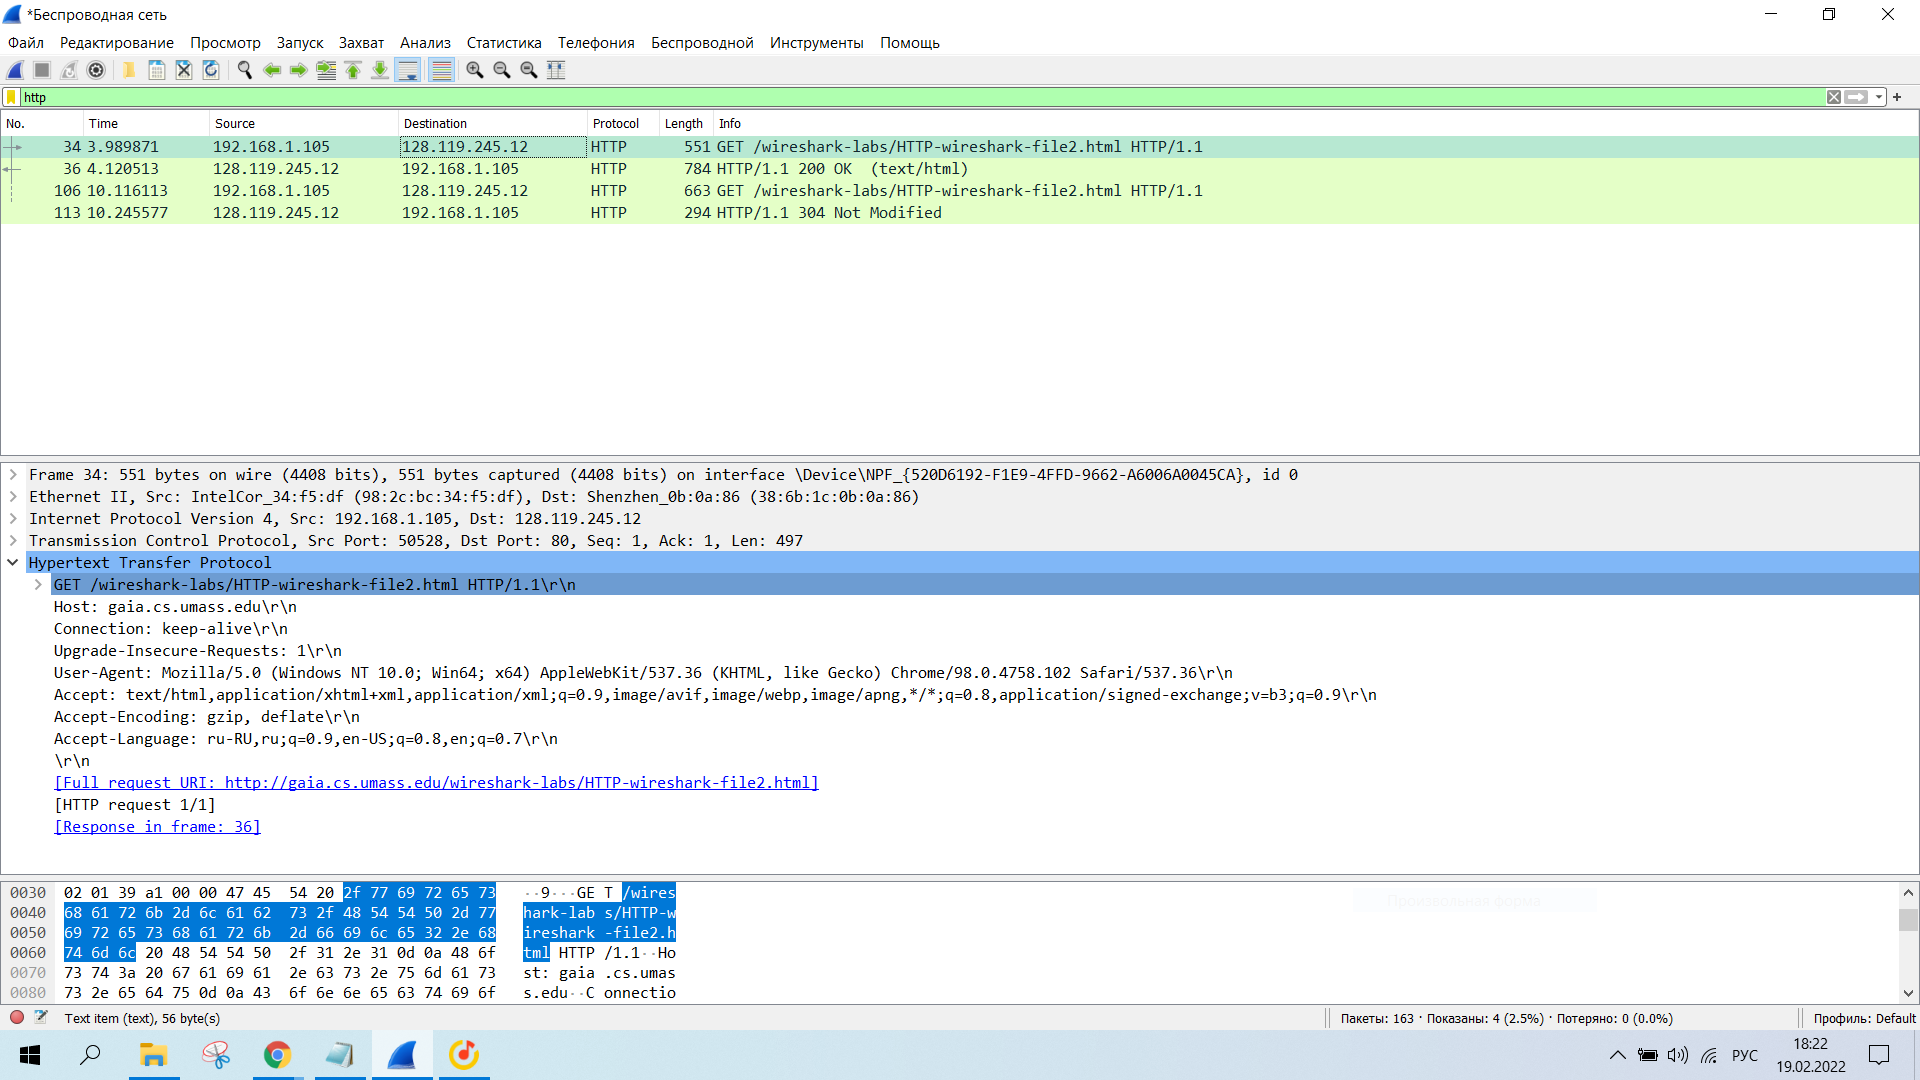 *Беспроводная сеть
Файл Редактирование Просмотр Запуск Захват Анализ Статистика Телефония Беспроводной Инструменты Помощь
http
No. Time Source Destination Protocol Length Info
34 3.989871 192.168.1.105 128.119.245.12 HTTP 551 GET /wireshark-labs/HTTP-wireshark-file2.html HTTP/1.1
36 4.120513 128.119.245.12 192.168.1.105 HTTP 784 HTTP/1.1 200 OK (text/html)
106 10.116113 192.168.1.105 128.119.245.12 HTTP 663 GET /wireshark-labs/HTTP-wireshark-file2.html HTTP/1.1
113 10.245577 128.119.245.12 192.168.1.105 HTTP 294 HTTP/1.1 304 Not Modified
Frame 34: 551 bytes on wire (4408 bits), 551 bytes captured (4408 bits) on interface \Device\NPF_{520D6192-F1E9-4FFD-9662-A6006A0045CA}, id 0
Ethernet II, Src: IntelCor_34:f5:df (98:2c:bc:34:f5:df), Dst: Shenzhen_0b:0a:86 (38:6b:1c:0b:0a:86)
Internet Protocol Version 4, Src: 192.168.1.105, Dst: 128.119.245.12
Transmission Control Protocol, Src Port: 50528, Dst Port: 80, Seq: 1, Ack: 1, Len: 497
Hypertext Transfer Protocol
GET /wireshark-labs/HTTP-wireshark-file2.html HTTP/1.1\r\n
Host: gaia.cs.umass.edu\r\n
Connection: keep-alive\r\n
Upgrade-Insecure-Requests: 1\r\n
User-Agent: Mozilla/5.0 (Windows NT 10.0; Win64; x64) AppleWebKit/537.36 (KHTML, like Gecko) Chrome/98.0.4758.102 Safari/537.36\r\n
Accept: text/html,application/xhtml+xml,application/xml;q=0.9,image/avif,image/webp,image/apng,*/*;q=0.8,application/signed-exchange;v=b3;q=0.9\r\n
Accept-Encoding: gzip, deflate\r\n
Accept-Language: ru-RU,ru;q=0.9,en-US;q=0.8,en;q=0.7\r\n
\r\n
[Full request URI: http://gaia.cs.umass.edu/wireshark-labs/HTTP-wireshark-file2.html]
[HTTP request 1/1]
[Response in frame: 36]
0030 02 01 39 a1 00 00 47 45 54 20 2f 77 69 72 65 73 ··9···GE T /wires
0040 68 61 72 6b 2d 6c 61 62 73 2f 48 54 54 50 2d 77 hark-lab s/HTTP-w
0050 69 72 65 73 68 61 72 6b 2d 66 69 6c 65 32 2e 68 ireshark -file2.h
0060 74 6d 6c 20 48 54 54 50 2f 31 2e 31 0d 0a 48 6f tml HTTP /1.1··Ho
0070 73 74 3a 20 67 61 69 61 2e 63 73 2e 75 6d 61 73 st: gaia .cs.umas
0080 73 2e 65 64 75 0d 0a 43 6f 6e 6e 65 63 74 69 6f s.edu··C onnectio
Произвольная форма
Text item (text), 56 byte(s) Пакеты: 163 · Показаны: 4 (2.5%) · Потеряно: 0 (0.0%) Профиль: Default
РУС 18:22
19.02.2022